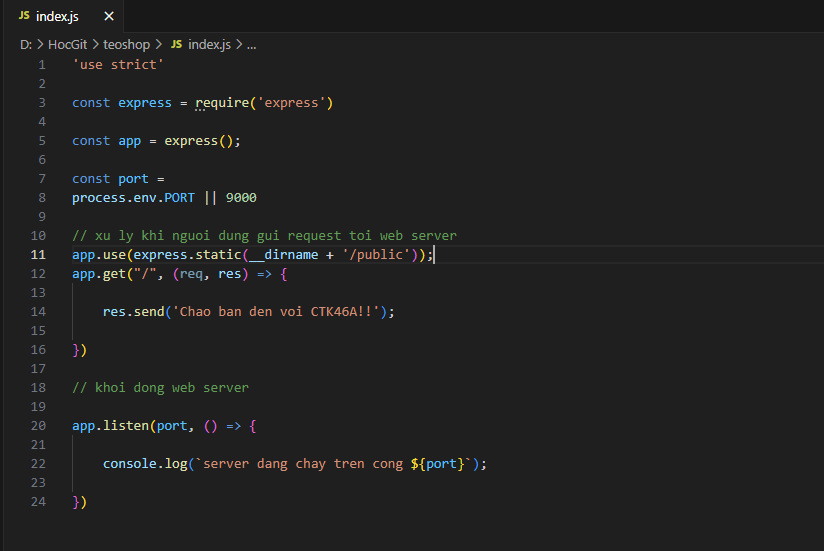 JS index.js ×
D: > HocGit > teoshop > JS index.js > ...
1 'use strict'
2
3 const express = require('express')
4
5 const app = express();
6
7 const port =
8 process.env.PORT || 9000
9
10 // xu ly khi nguoi dung gui request toi web server
11 app.use(express.static(__dirname + '/public'));
12 app.get("/", (req, res) => {
13
14     res.send('Chao ban den voi CTK46A!!');
15
16 })
17
18 // khoi dong web server
19
20 app.listen(port, () => {
21
22     console.log(`server dang chay tren cong ${port}`);
23
24 })